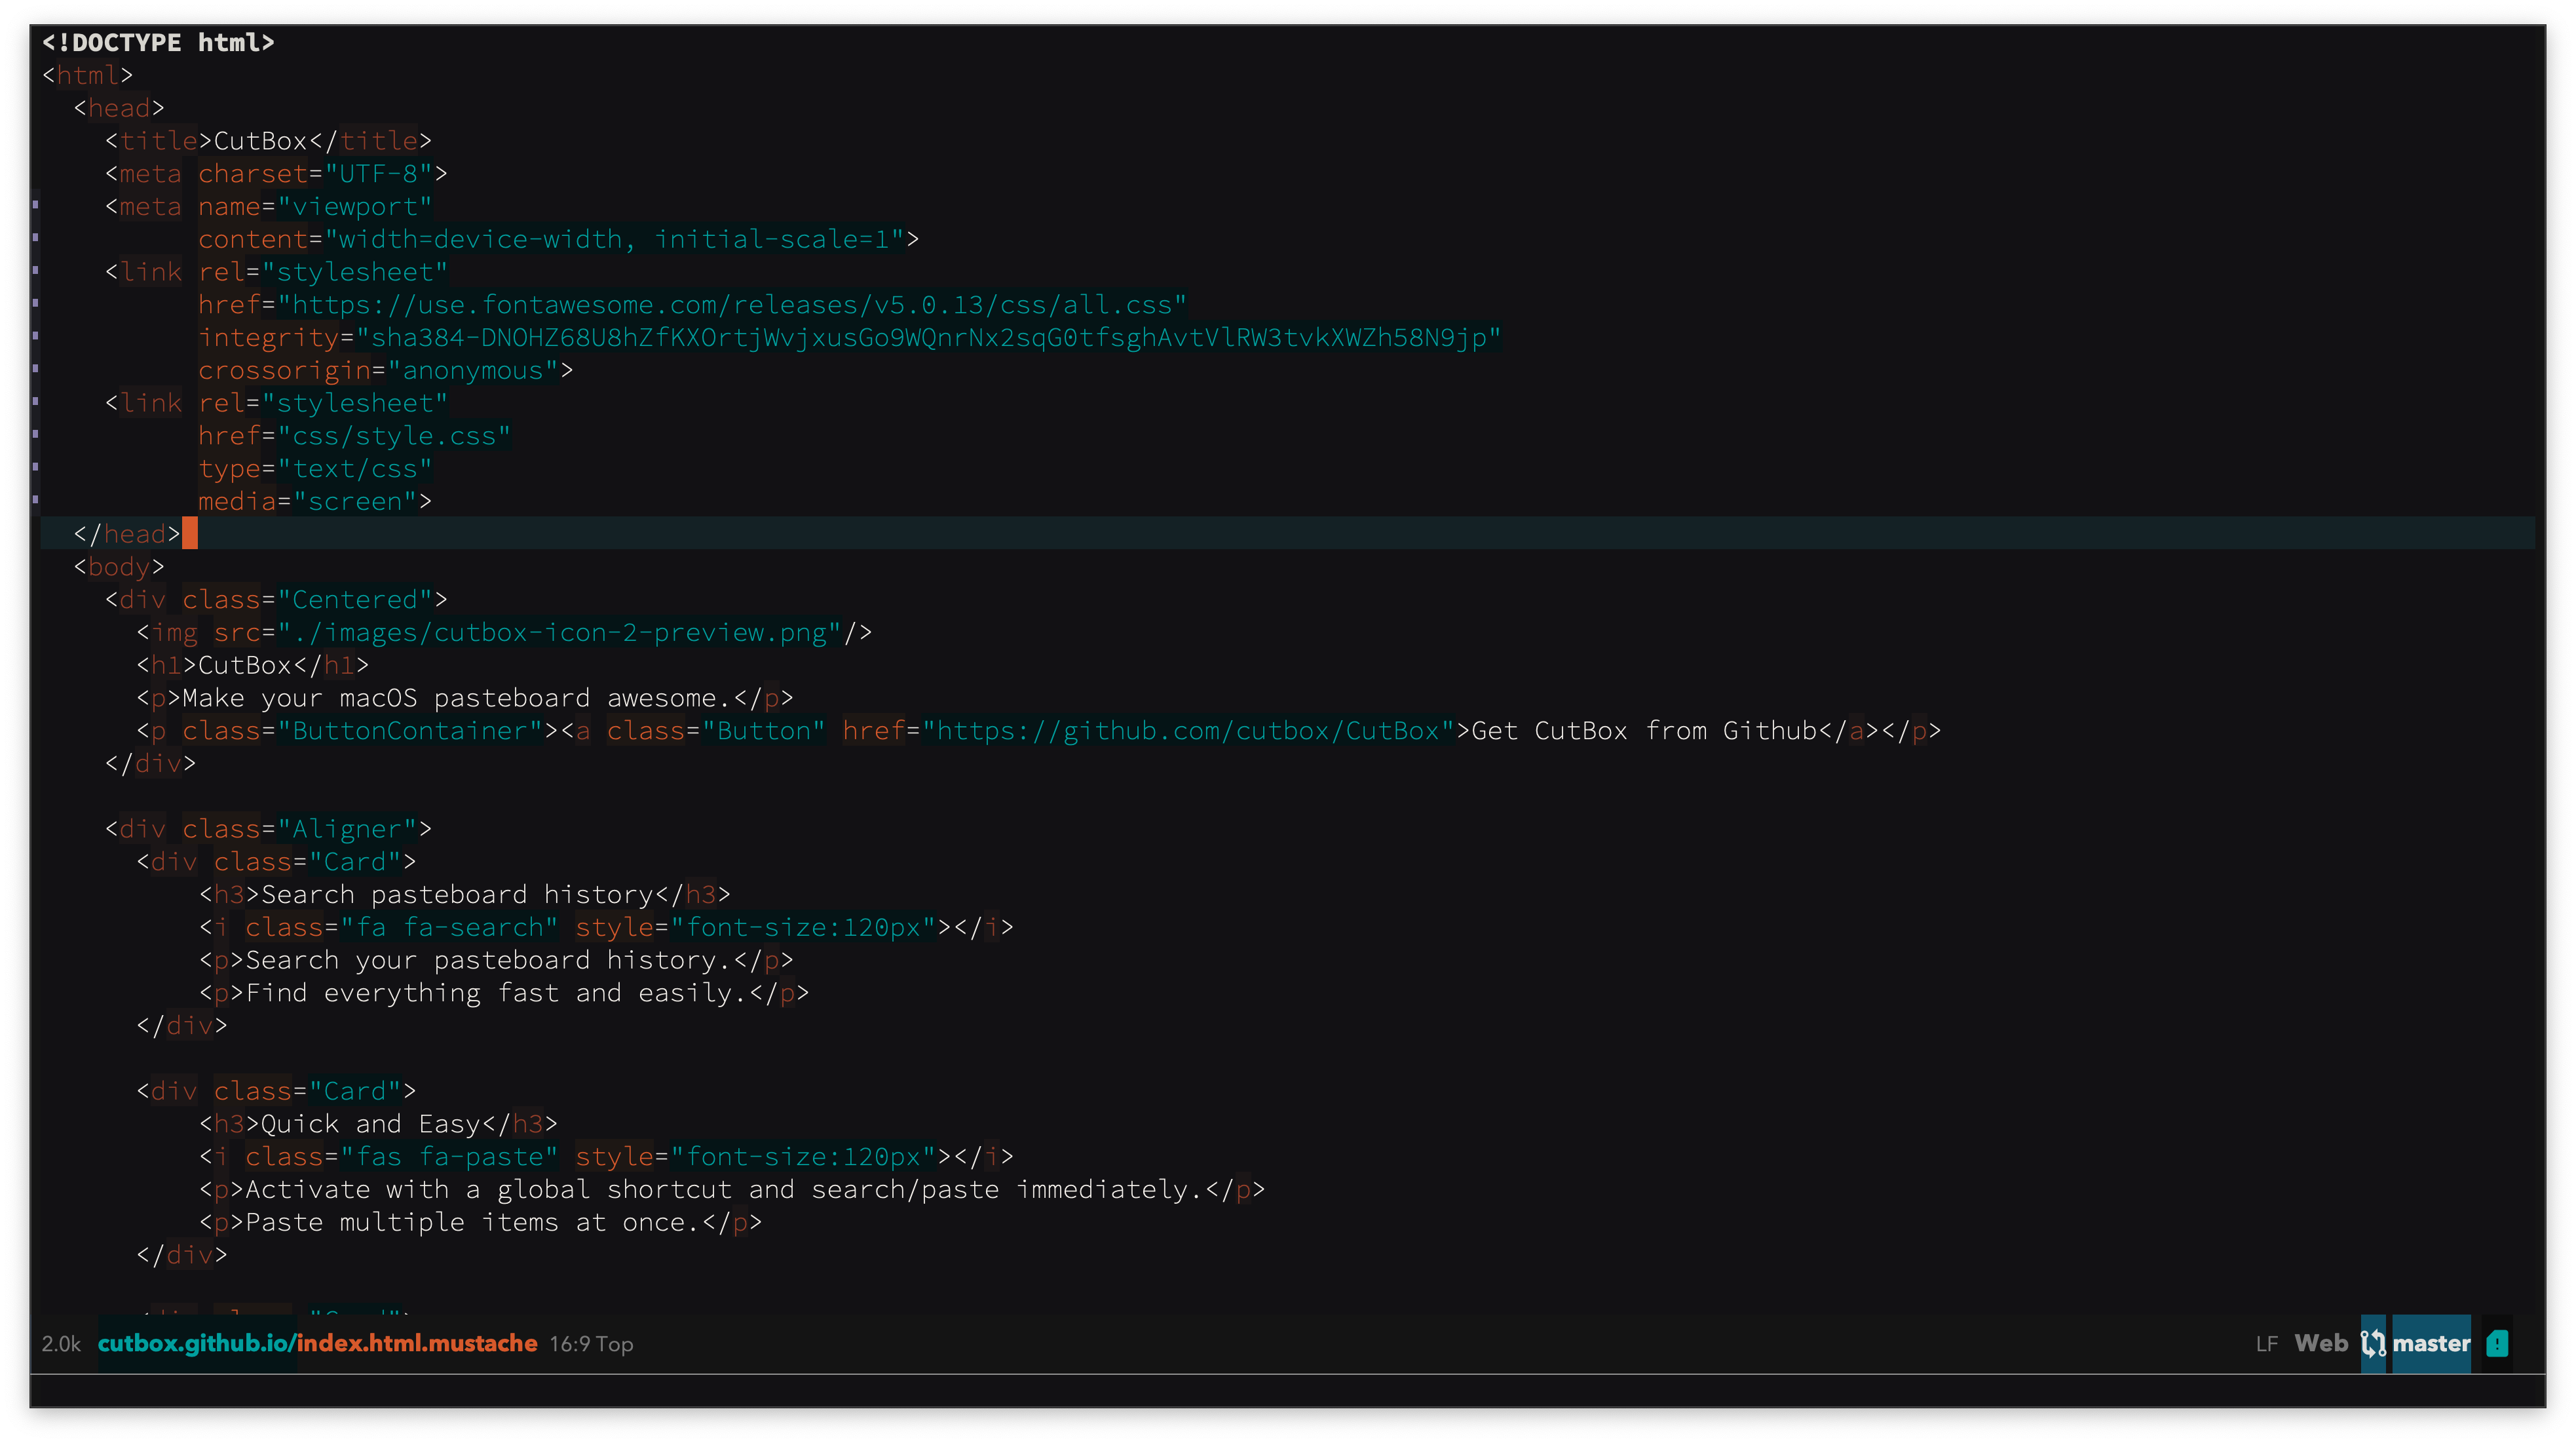 <!DOCTYPE html>
<html>
  <head>
    <title>CutBox</title>
    <meta charset="UTF-8">
    <meta name="viewport"
          content="width=device-width, initial-scale=1">
    <link rel="stylesheet"
          href="https://use.fontawesome.com/releases/v5.0.13/css/all.css"
          integrity="sha384-DNOHZ68U8hZfKXOrtjWvjxusGo9WQnrNx2sqG0tfsghAvtVlRW3tvkXWZh58N9jp"
          crossorigin="anonymous">
    <link rel="stylesheet"
          href="css/style.css"
          type="text/css"
          media="screen">
  </head>
  <body>
    <div class="Centered">
      <img src="./images/cutbox-icon-2-preview.png"/>
      <h1>CutBox</h1>
      <p>Make your macOS pasteboard awesome.</p>
      <p class="ButtonContainer"><a class="Button" href="https://github.com/cutbox/CutBox">Get CutBox from Github</a></p>
    </div>

    <div class="Aligner">
      <div class="Card">
          <h3>Search pasteboard history</h3>
          <i class="fa fa-search" style="font-size:120px"></i>
          <p>Search your pasteboard history.</p>
          <p>Find everything fast and easily.</p>
      </div>

      <div class="Card">
          <h3>Quick and Easy</h3>
          <i class="fas fa-paste" style="font-size:120px"></i>
          <p>Activate with a global shortcut and search/paste immediately.</p>
          <p>Paste multiple items at once.</p>
      </div>

2.0k cutbox.github.io/index.html.mustache 16:9 Top LF Web master